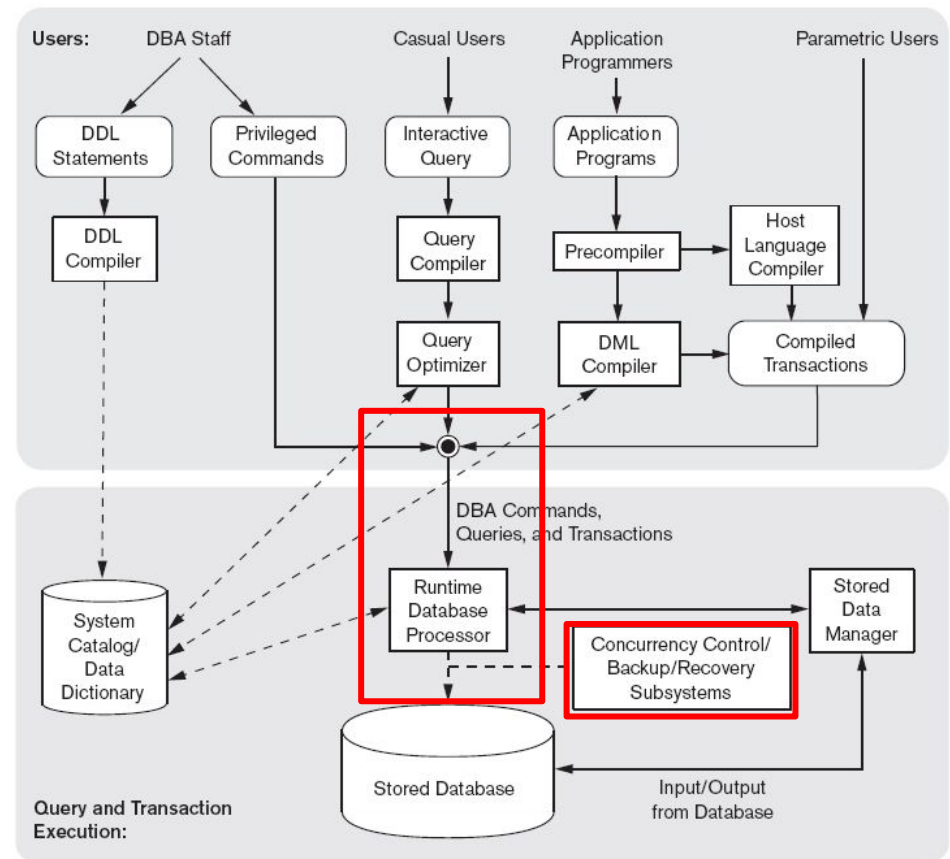 Users:
DBA Staff
Casual Users
Application
Programmers
Parametric Users
DDL
Statements
Privileged
Commands
Interactive
Query
Application
Programs
DDL
Compiler
Query
Compiler
Precompiler
Host
Language
Compiler
Query
Optimizer
DML
Compiler
Compiled
Transactions
DBA Commands,
Queries, and Transactions
System
Catalog/
Data
Dictionary
Runtime
Database
Processor
Stored
Data
Manager
Concurrency Control/
Backup/Recovery
Subsystems
Stored Database
Input/Output
from Database
Query and Transaction
Execution: